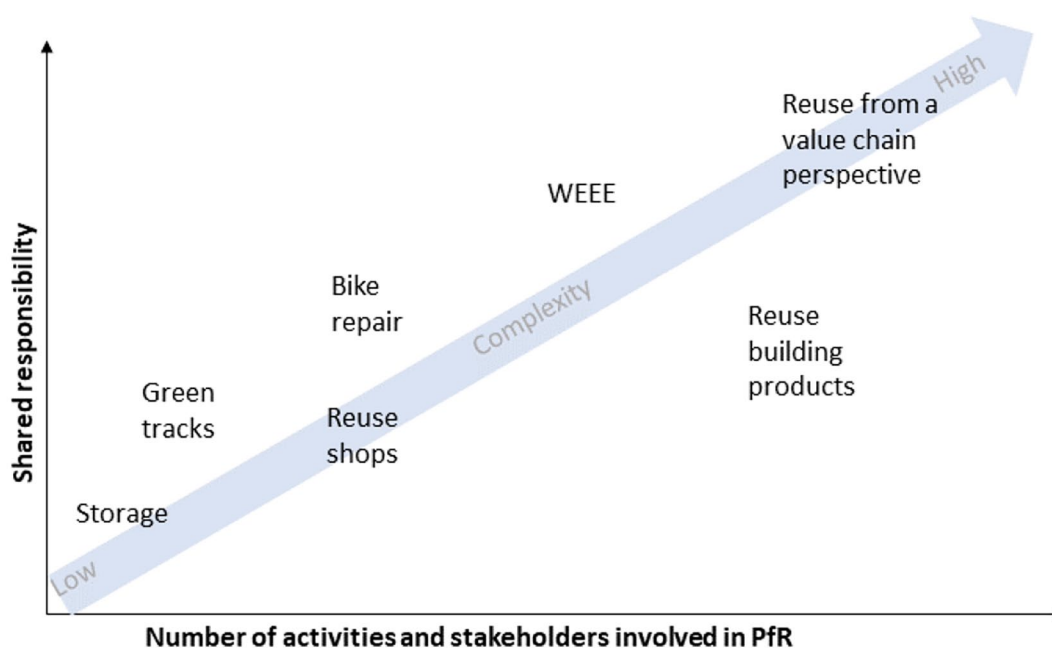 High
Reuse from a
value chain
perspective
WEEE
Shared responsibility
Bike
repair
Complexity
Reuse
building
products
Green
tracks
Reuse
shops
Storage
Low
Number of activities and stakeholders involved in PfR